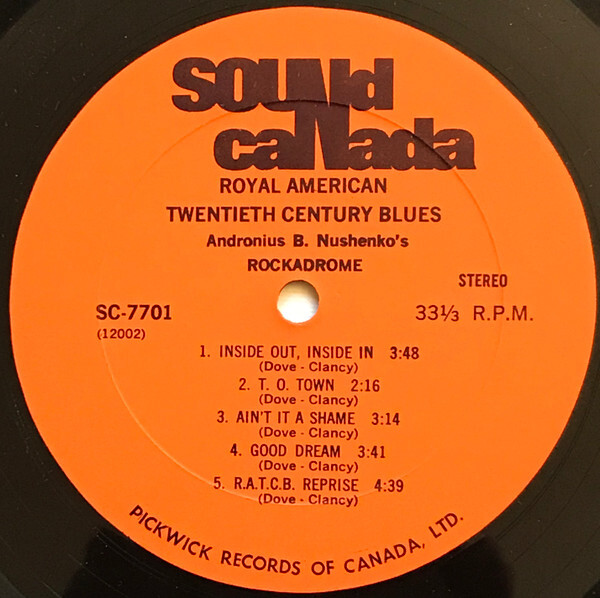 SOUNd
caNada
ROYAL AMERICAN
TWENTIETH CENTURY BLUES
Andronius B. Nushenko's
ROCKADROME
STEREO
SC-7701
33⅓ R.P.M.
(12002)
1. INSIDE OUT, INSIDE IN 3:48
(Dove - Clancy)
2. T. O. TOWN 2:16
(Dove - Clancy)
3. AIN'T IT A SHAME 3:14
(Dove - Clancy)
4. GOOD DREAM 3:41
(Dove - Clancy)
5. R.A.T.C.B. REPRISE 4:39
(Dove - Clancy)
PICKWICK RECORDS OF CANADA, LTD.